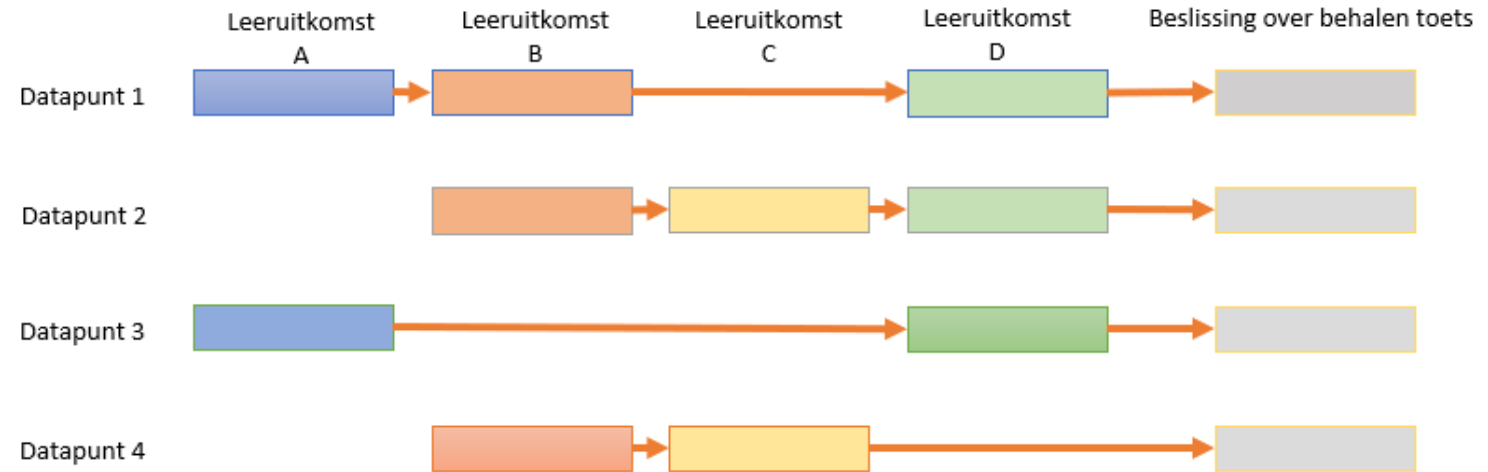 Leeruitkomst
A
Leeruitkomst
B
Leeruitkomst
C
Leeruitkomst
D
Beslissing over behalen toets
Datapunt 1
Datapunt 2
Datapunt 3
Datapunt 4